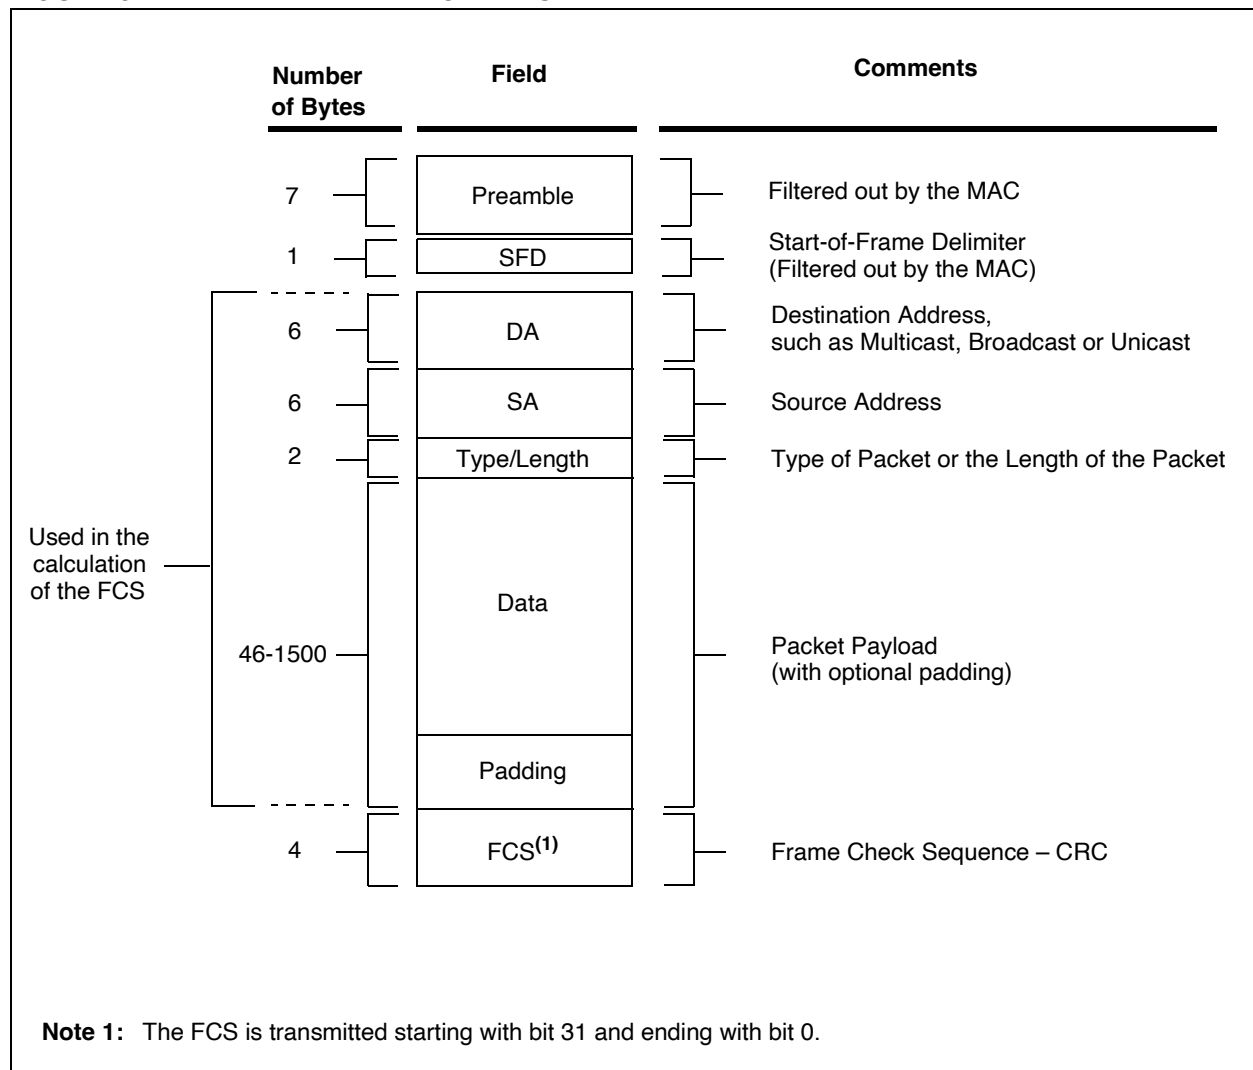 Number
of Bytes
Field
Comments
7
Preamble
Filtered out by the MAC
1
SFD
Start-of-Frame Delimiter
(Filtered out by the MAC)
6
DA
Destination Address,
such as Multicast, Broadcast or Unicast
6
SA
Source Address
2
Type/Length
Type of Packet or the Length of the Packet
Used in the
calculation
of the FCS
46-1500
Data
Packet Payload
(with optional padding)
Padding
4
FCS(1)
Frame Check Sequence – CRC
Note 1: The FCS is transmitted starting with bit 31 and ending with bit 0.